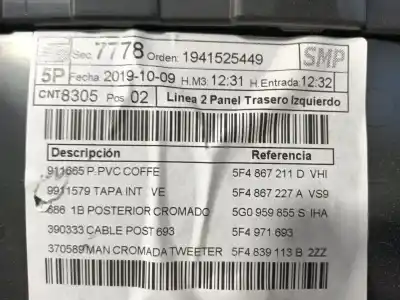 Sec. 7778 Orden: 1941525449 SMP
5P Fecha 2019-10-09 H.M3: 12:31 H.Entrada: 12:32
CNT 8305 Pos 02 Linea 2 Panel Trasero Izquierdo
Descripción Referencia
911665 P.PVC COFFE 5F4 867 211 D VHI
9911579 TAPA INT VE 5F4 867 227 A VS9
686 1B POSTERIOR CROMADO 5G0 959 855 S IHA
390333 CABLE POST 693 5F4 971 693
370589 MAN CROMADA TWEETER 5F4 839 113 B 2ZZ